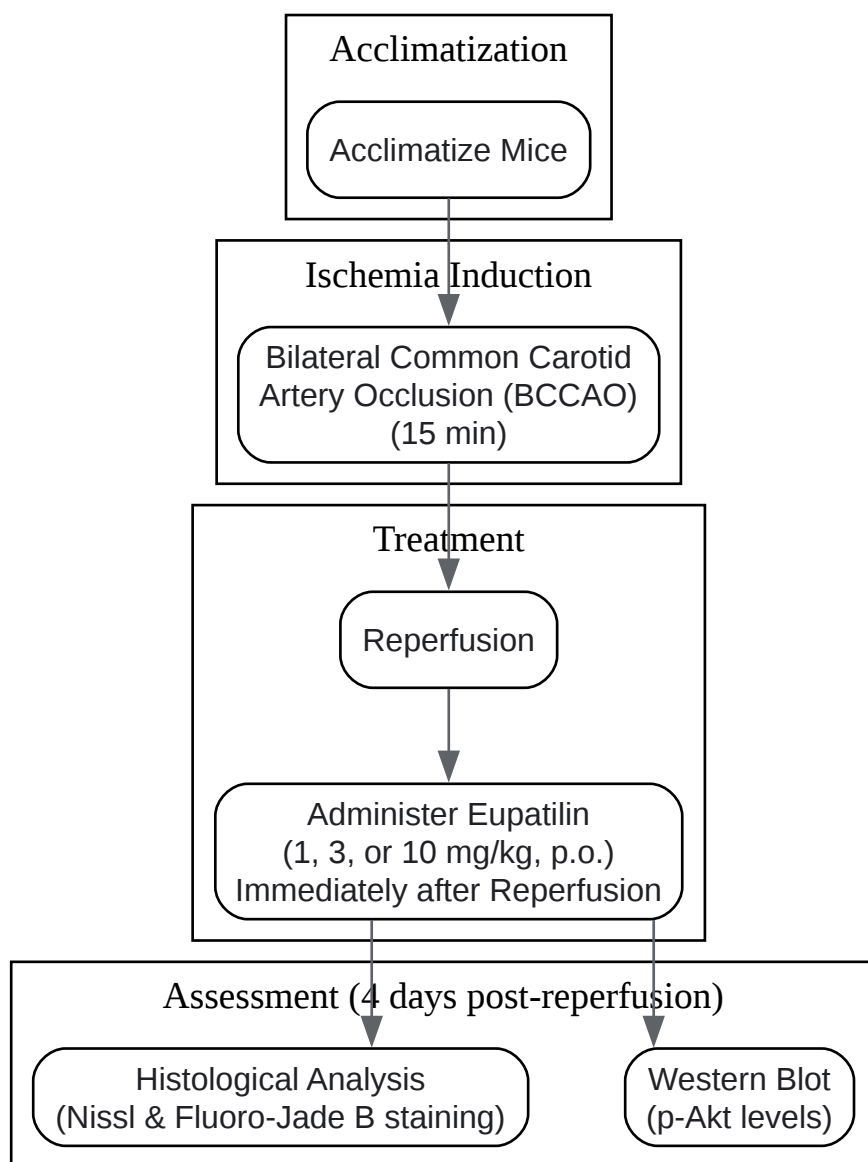 Acclimatization
Acclimatize Mice
Ischemia Induction
Bilateral Common Carotid
Artery Occlusion (BCCAO)
(15 min)
Treatment
Reperfusion
Administer Eupatilin
(1, 3, or 10 mg/kg, p.o.)
Immediately after Reperfusion
Assessment (4 days post-reperfusion)
Histological Analysis
(Nissl & Fluoro-Jade B staining)
Western Blot
(p-Akt levels)